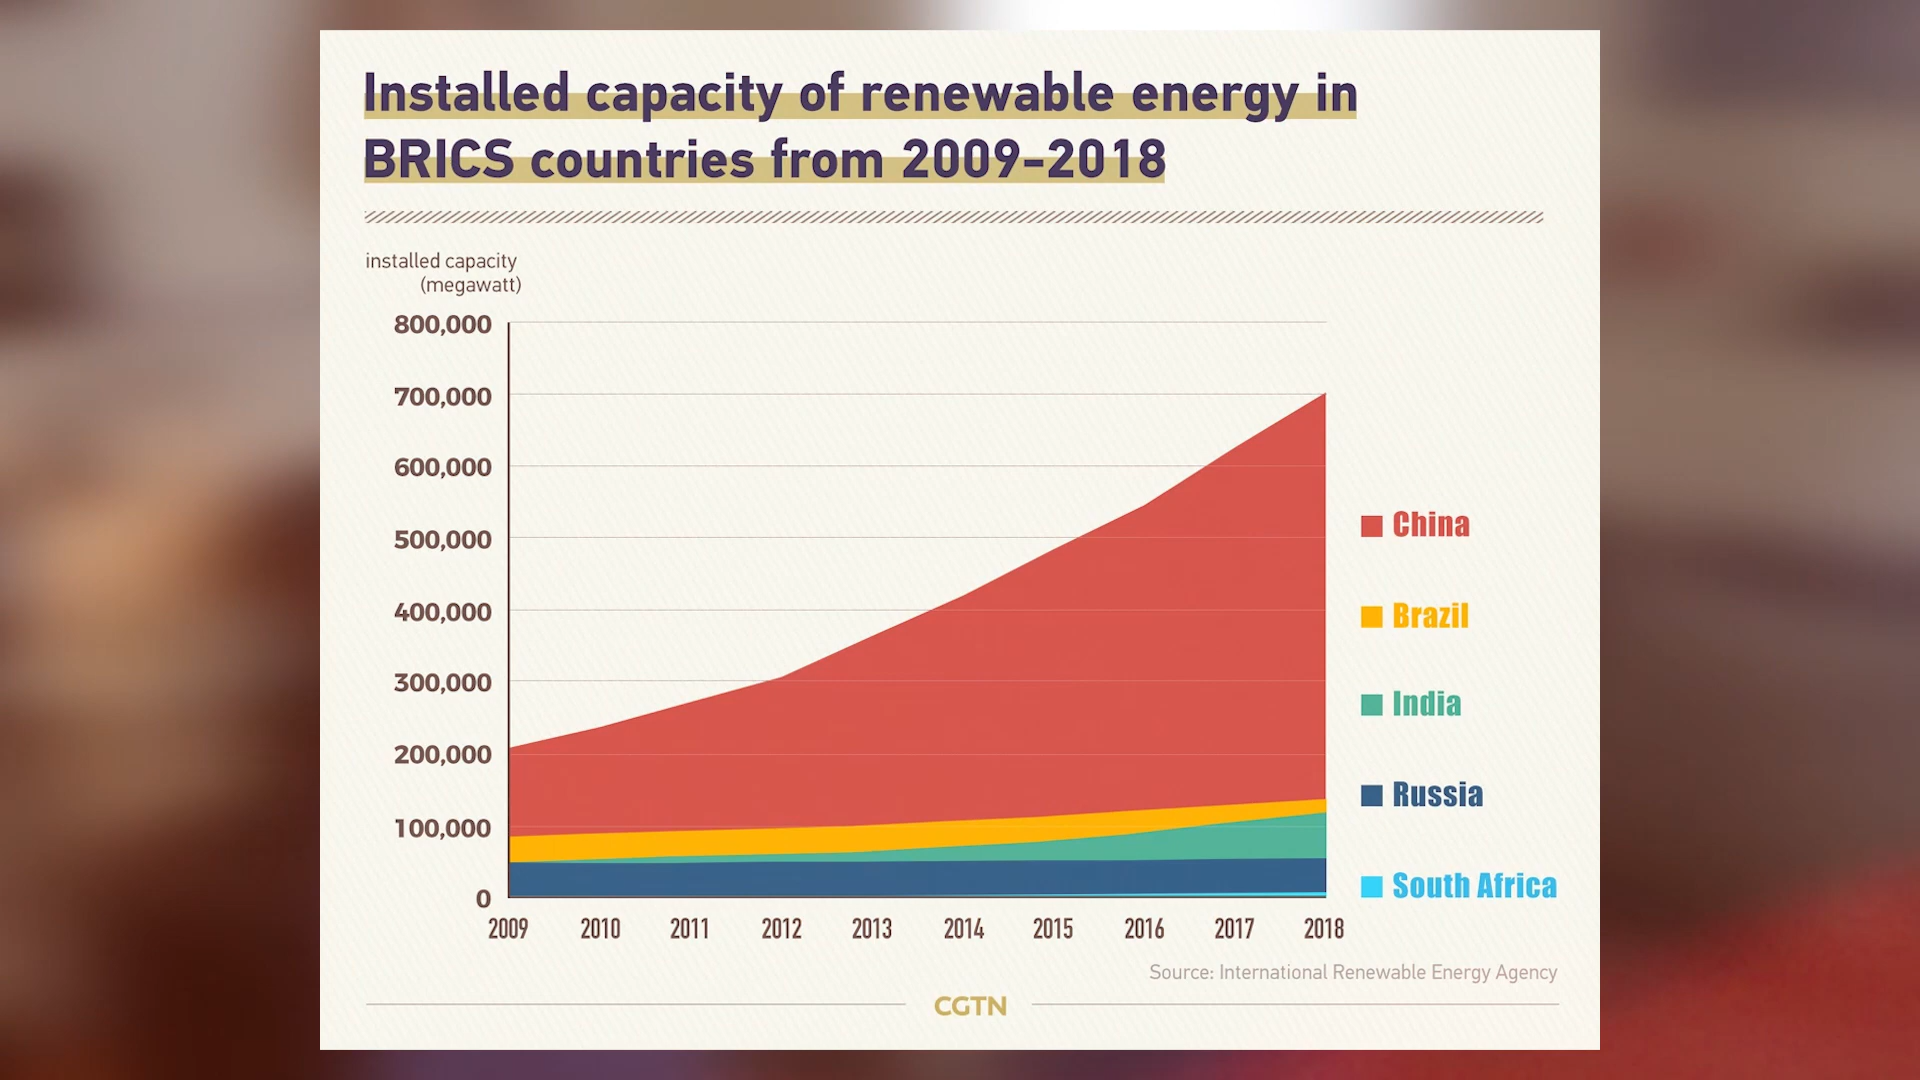 Installed capacity of renewable energy in
BRICS countries from 2009-2018
installed capacity
(megawatt)
800,000
700,000
600,000
500,000
400,000
300,000
200,000
100,000
0
2009 2010 2011 2012 2013 2014 2015 2016 2017 2018
China
Brazil
India
Russia
South Africa
Source: International Renewable Energy Agency
CGTN